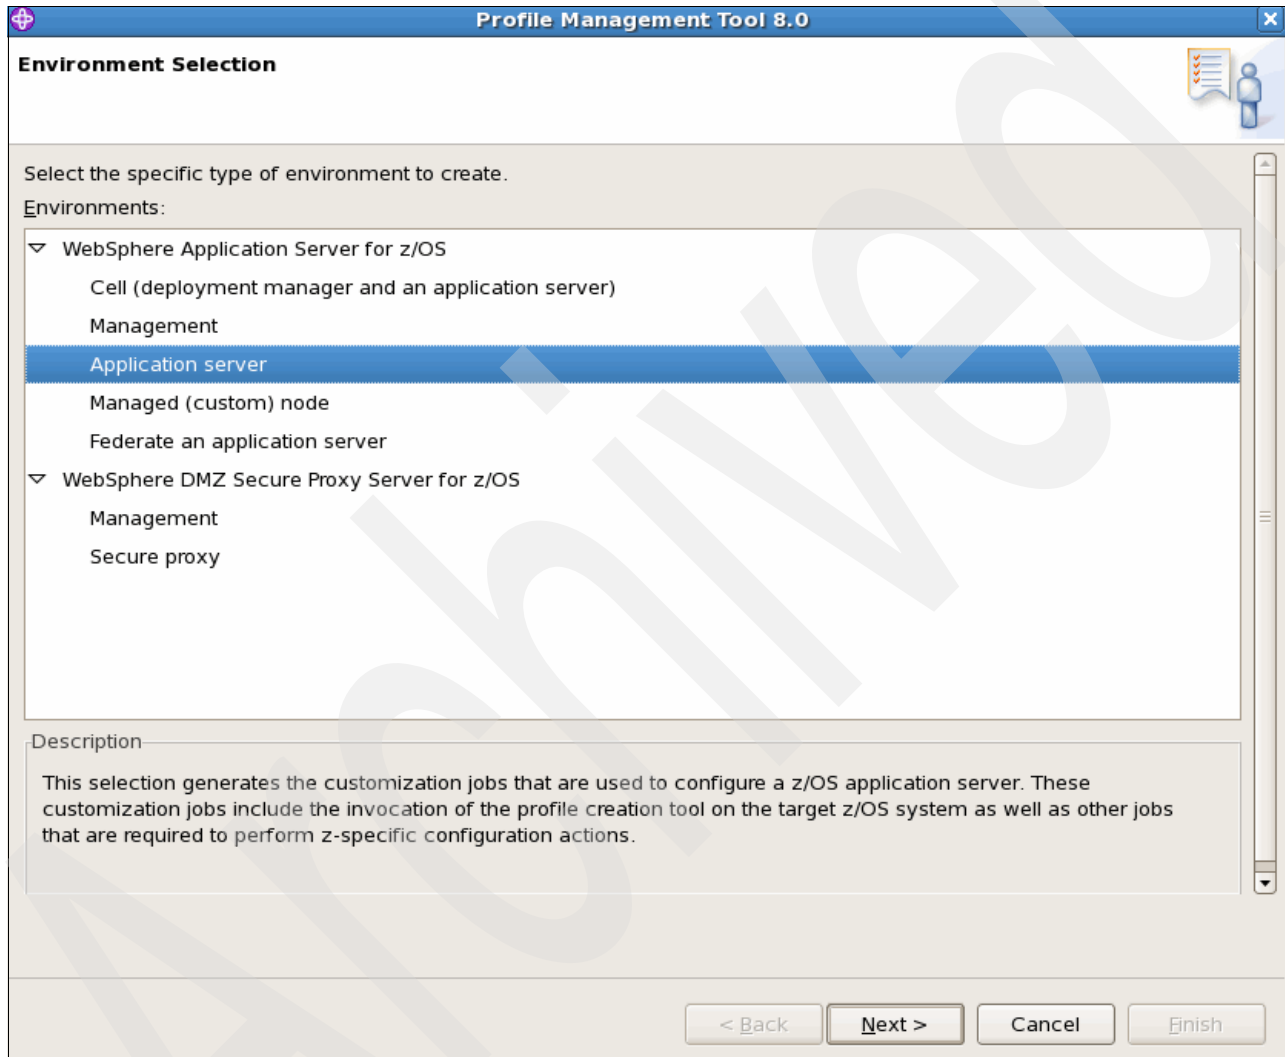 Profile Management Tool 8.0
Environment Selection
Select the specific type of environment to create.
Environments:
WebSphere Application Server for z/OS
Cell (deployment manager and an application server)
Management
Application server
Managed (custom) node
Federate an application server
WebSphere DMZ Secure Proxy Server for z/OS
Management
Secure proxy
Description
This selection generates the customization jobs that are used to configure a z/OS application server. These
customization jobs include the invocation of the profile creation tool on the target z/OS system as well as other jobs
that are required to perform z-specific configuration actions.
< Back
Next >
Cancel
Finish
Archived